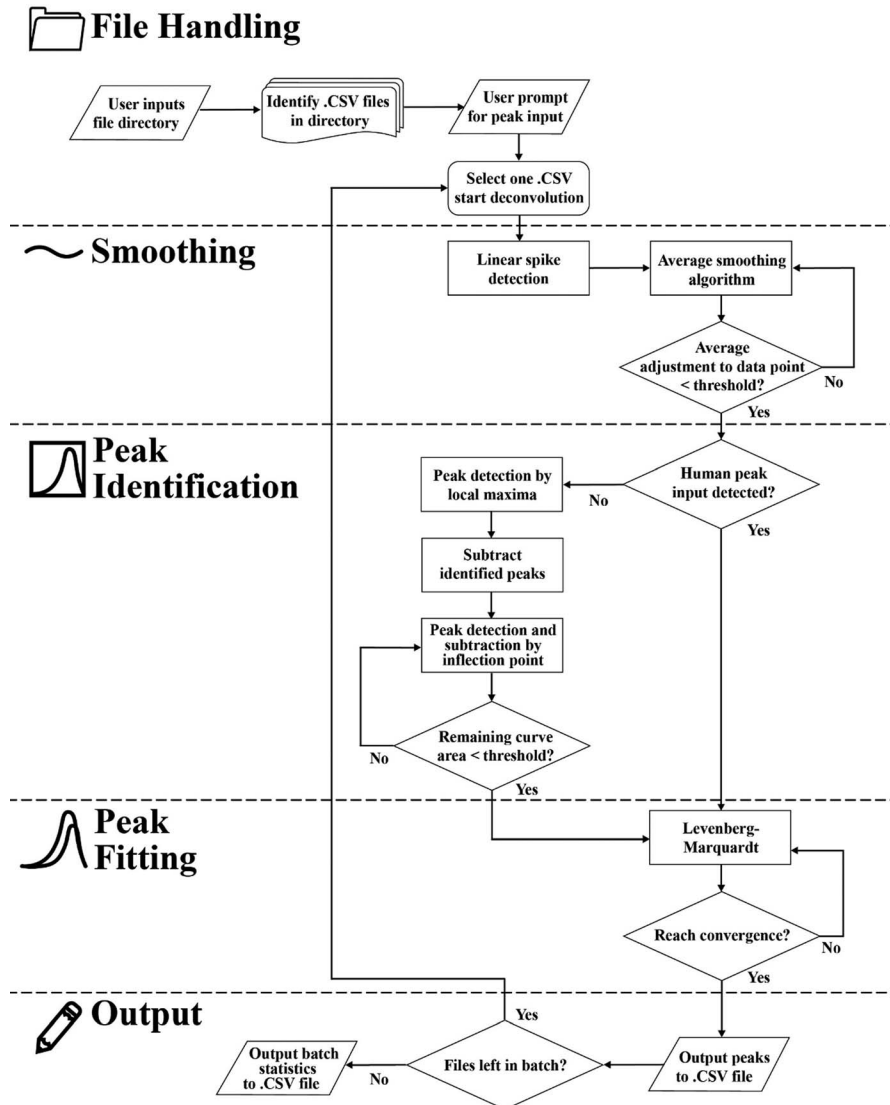 File Handling
User inputs
file directory
Identify .CSV files
in directory
User prompt
for peak input
Select one .CSV
start deconvolution
Smoothing
Linear spike
detection
Average smoothing
algorithm
Average
adjustment to data point
< threshold?
No
Yes
Peak
Identification
Human peak
input detected?
No
Yes
Peak detection by
local maxima
Subtract
identified peaks
Peak detection and
subtraction by
inflection point
Remaining curve
area < threshold?
No
Yes
Peak
Fitting
Levenberg-
Marquardt
Reach convergence?
No
Yes
Output
Output peaks
to .CSV file
Files left in batch?
Yes
No
Output batch
statistics
to .CSV file